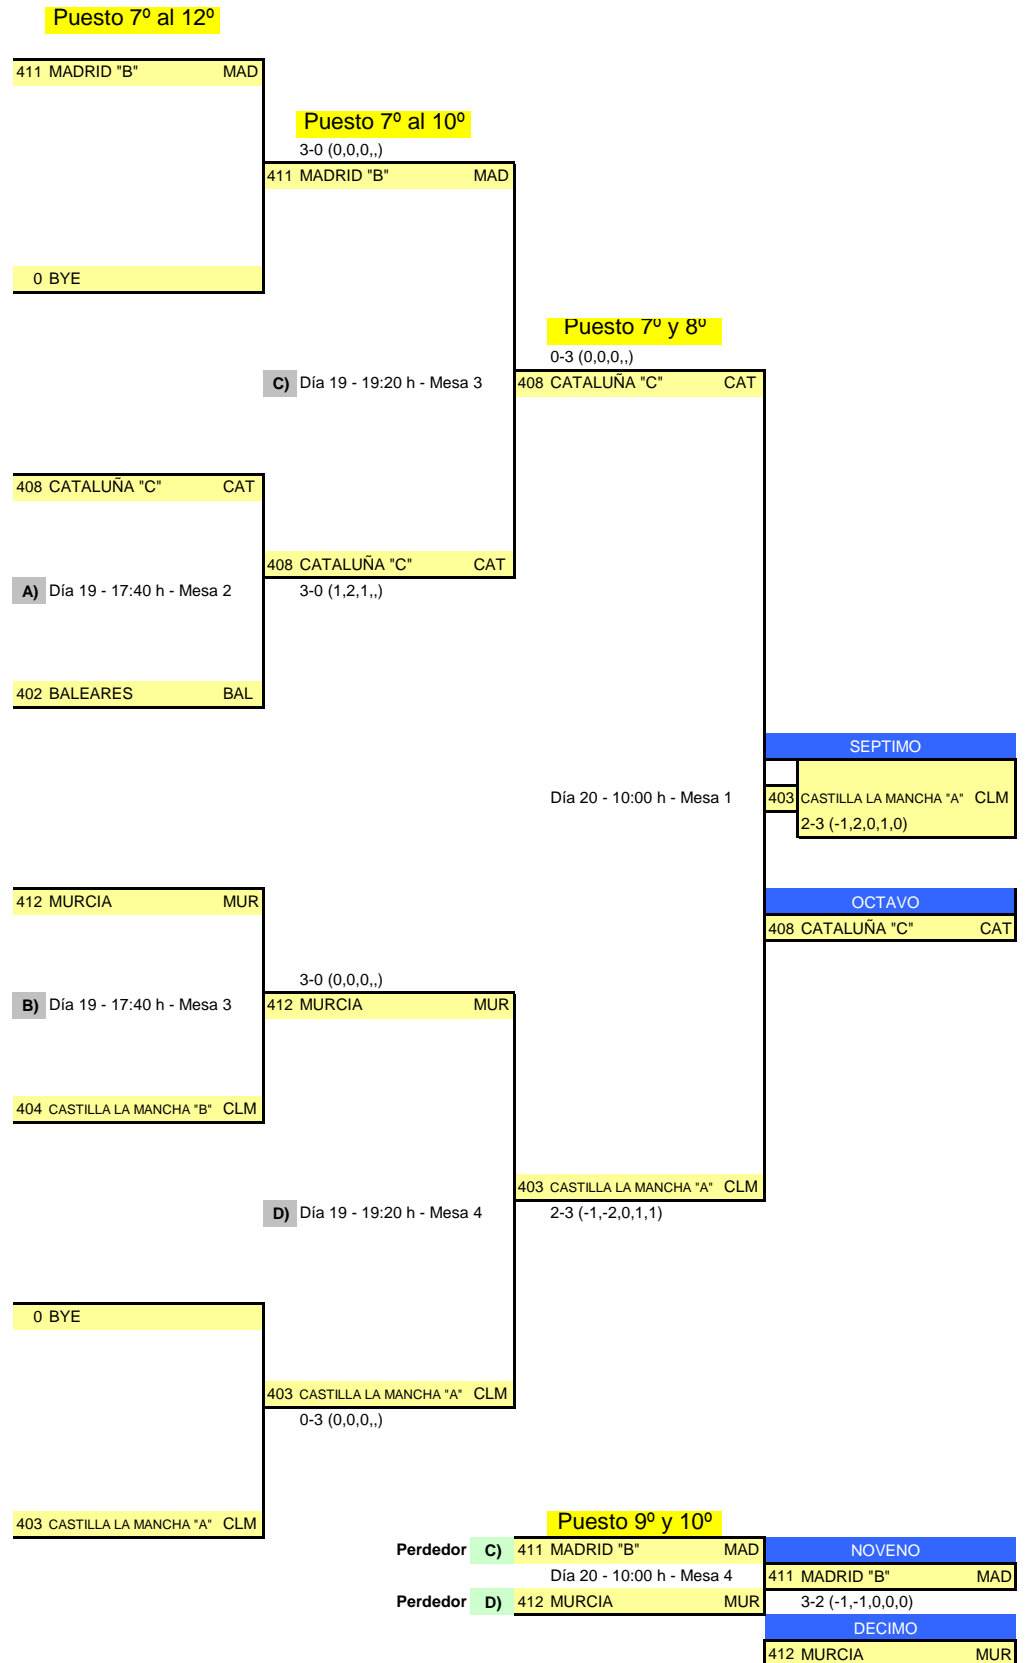 Puesto 7º al 12º
411 MADRID "B" MAD
Puesto 7º al 10º
3-0 (0,0,0,,)
411 MADRID "B" MAD
0 BYE
Puesto 7º y 8º
0-3 (0,0,0,,)
C) Día 19 - 19:20 h - Mesa 3
408 CATALUÑA "C" CAT
408 CATALUÑA "C" CAT
408 CATALUÑA "C" CAT
A) Día 19 - 17:40 h - Mesa 2
3-0 (1,2,1,,)
402 BALEARES BAL
SEPTIMO
Día 20 - 10:00 h - Mesa 1
403 CASTILLA LA MANCHA "A" CLM
2-3 (-1,2,0,1,0)
412 MURCIA MUR
OCTAVO
408 CATALUÑA "C" CAT
3-0 (0,0,0,,)
B) Día 19 - 17:40 h - Mesa 3
412 MURCIA MUR
404 CASTILLA LA MANCHA "B" CLM
403 CASTILLA LA MANCHA "A" CLM
D) Día 19 - 19:20 h - Mesa 4
2-3 (-1,-2,0,1,1)
0 BYE
403 CASTILLA LA MANCHA "A" CLM
0-3 (0,0,0,,)
403 CASTILLA LA MANCHA "A" CLM
Puesto 9º y 10º
Perdedor C) 411 MADRID "B" MAD
NOVENO
Día 20 - 10:00 h - Mesa 4
411 MADRID "B" MAD
Perdedor D) 412 MURCIA MUR
3-2 (-1,-1,0,0,0)
DECIMO
412 MURCIA MUR